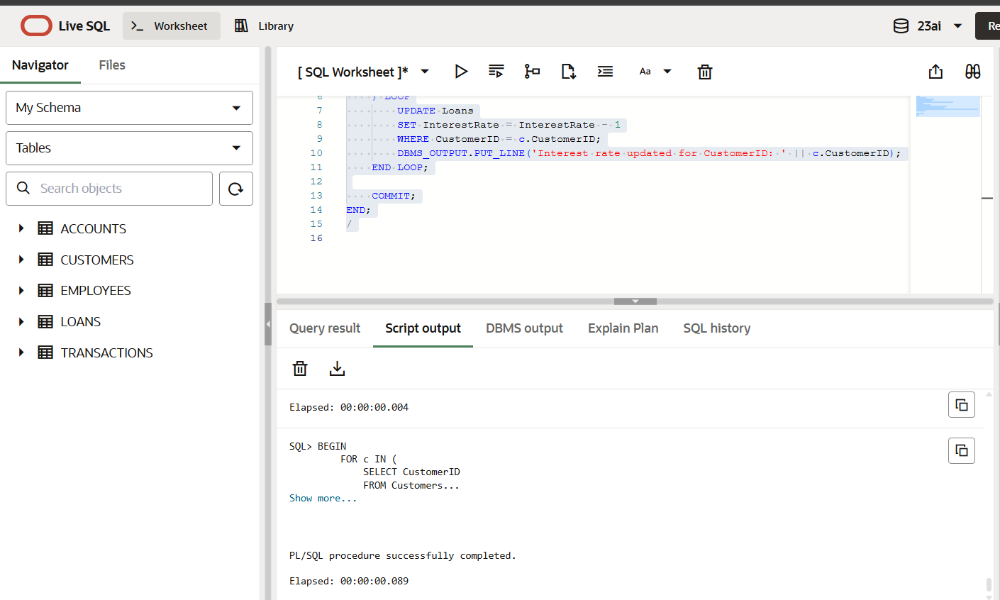 Live SQL
Worksheet
Library
23ai
Re
Navigator
Files
My Schema
Tables
Search objects
ACCOUNTS
CUSTOMERS
EMPLOYEES
LOANS
TRANSACTIONS
[ SQL Worksheet ]*
Aa
6 ) LOOP
7 UPDATE Loans
8 SET InterestRate = InterestRate - 1
9 WHERE CustomerID = c.CustomerID;
10 DBMS_OUTPUT.PUT_LINE('Interest rate updated for CustomerID: ' || c.CustomerID);
11 END LOOP;
12
13 COMMIT;
14 END;
15 /
16
Query result
Script output
DBMS output
Explain Plan
SQL history
Elapsed: 00:00:00.004
SQL> BEGIN
FOR c IN (
SELECT CustomerID
FROM Customers...
Show more...
PL/SQL procedure successfully completed.
Elapsed: 00:00:00.089